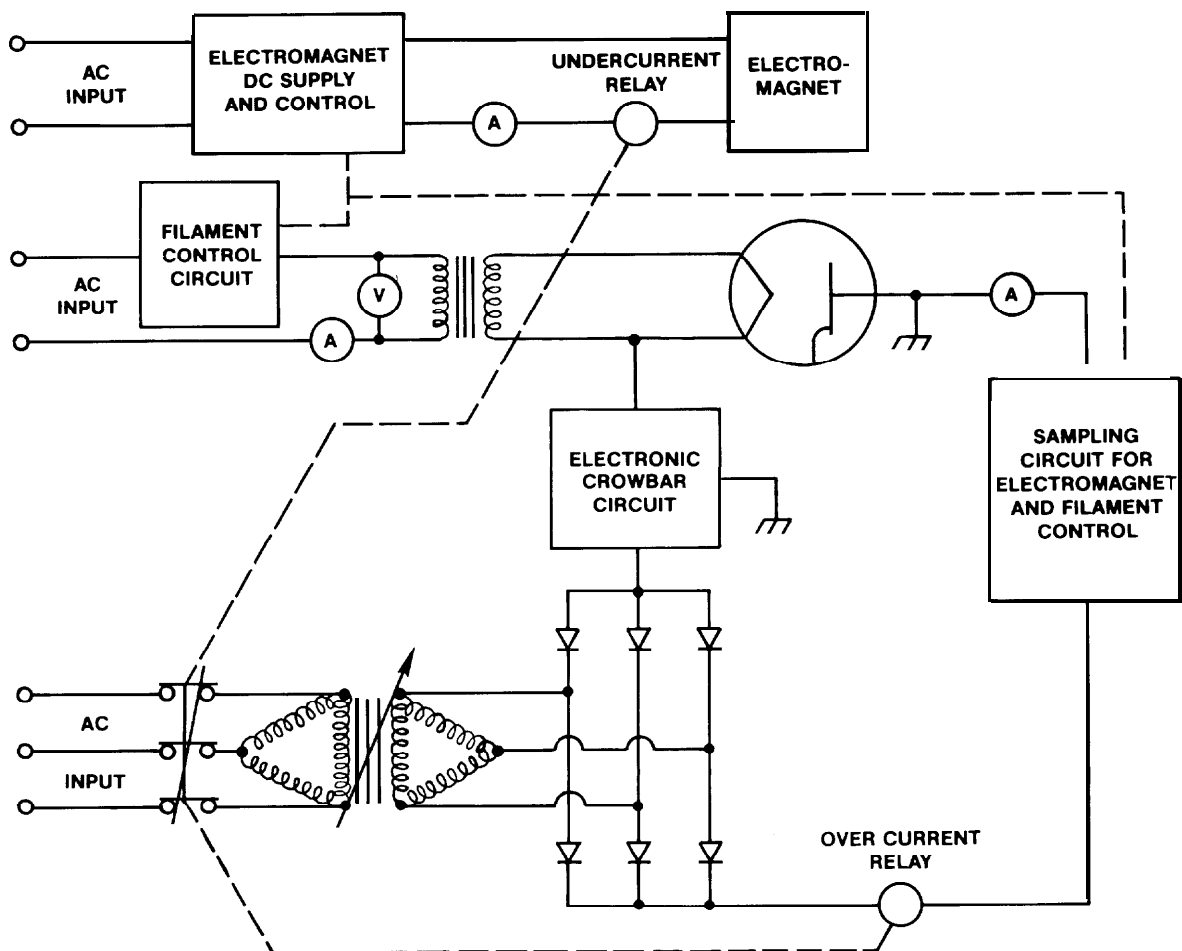 AC
INPUT
ELECTROMAGNET
DC SUPPLY
AND CONTROL
UNDERCURRENT
RELAY
ELECTRO-
MAGNET
A
FILAMENT
CONTROL
CIRCUIT
AC
INPUT
V
A
A
ELECTRONIC
CROWBAR
CIRCUIT
SAMPLING
CIRCUIT FOR
ELECTROMAGNET
AND FILAMENT
CONTROL
AC
INPUT
OVER CURRENT
RELAY